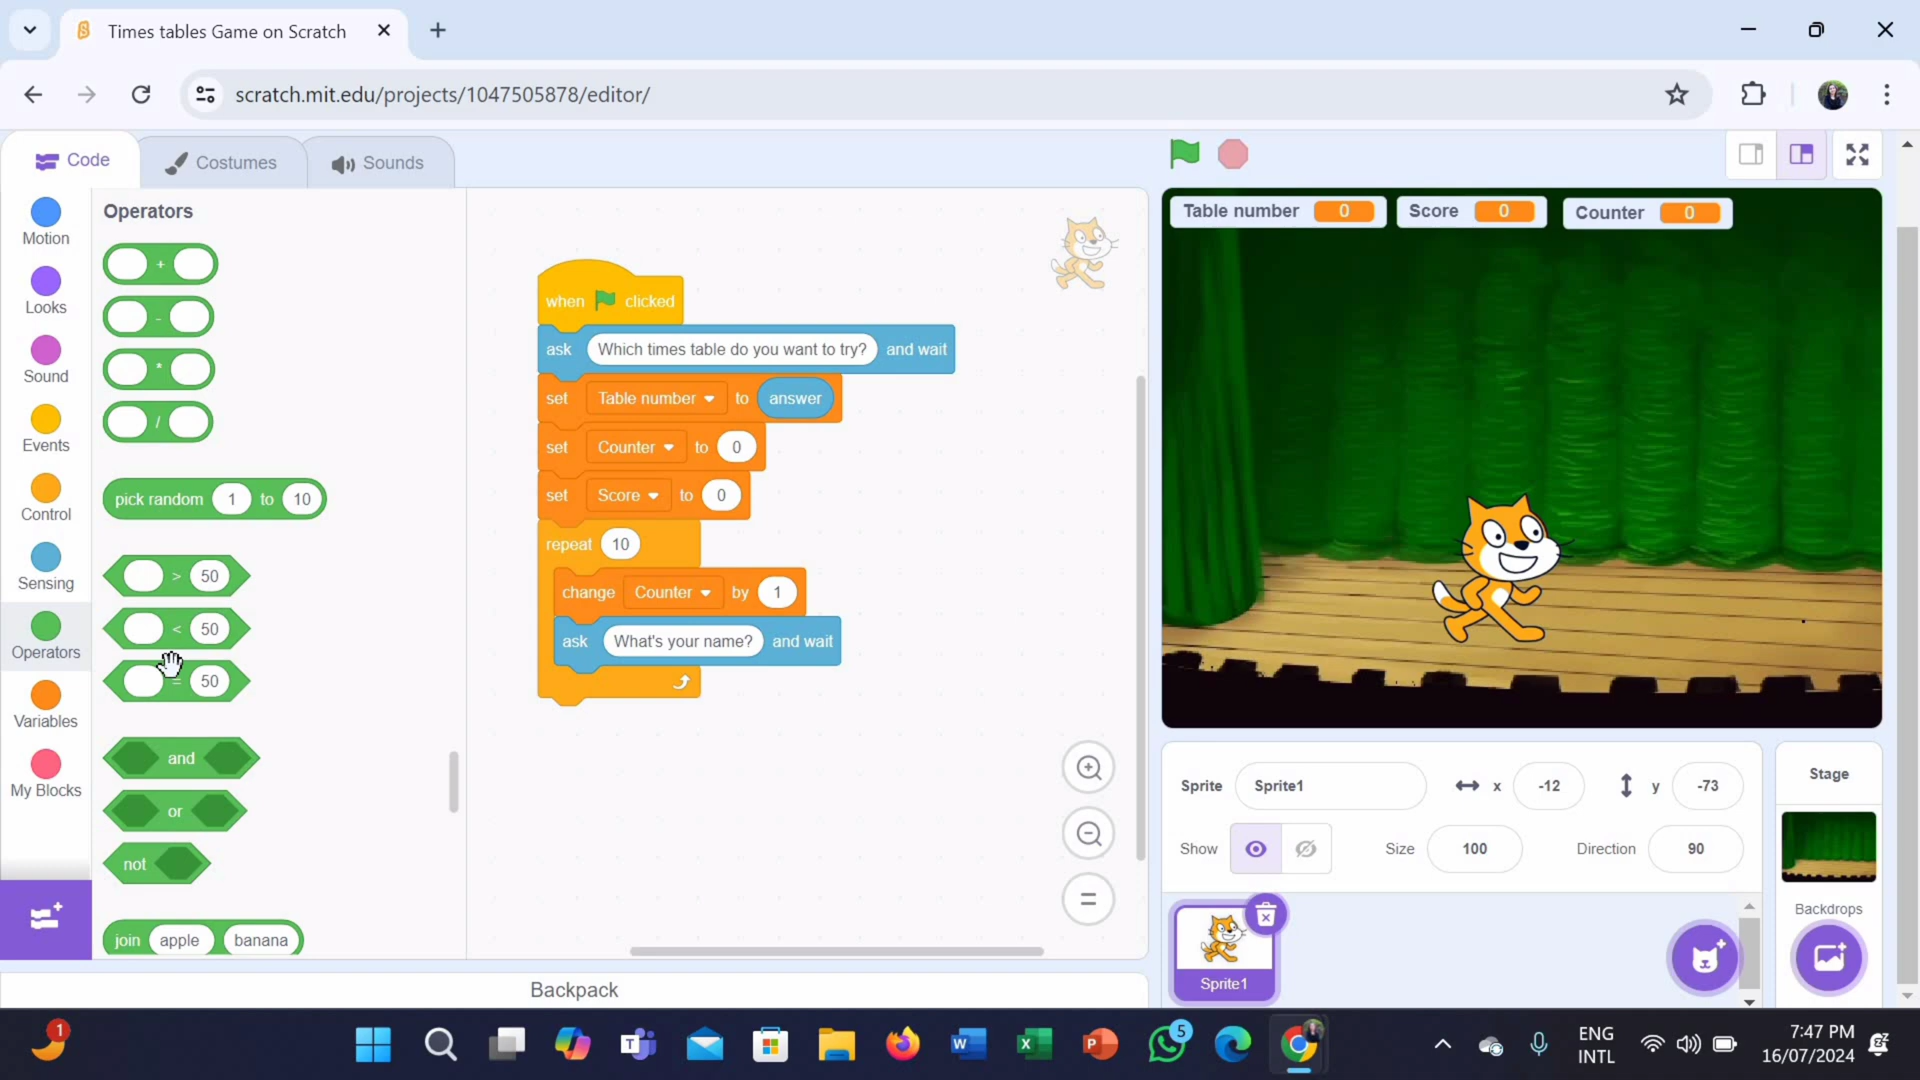 Times tables Game on Scratch
scratch.mit.edu/projects/1047505878/editor/
Code
Costumes
Sounds
Motion
Looks
Sound
Events
Control
Sensing
Operators
Variables
My Blocks
Operators
+
-
*
/
pick random 1 to 10
> 50
< 50
= 50
and
or
not
join apple banana
when clicked
ask Which times table do you want to try? and wait
set Table number to answer
set Counter to 0
set Score to 0
repeat 10
change Counter by 1
ask What's your name? and wait
Backpack
Table number 0 Score 0 Counter 0
Sprite Sprite1 x -12 y -73
Show Size 100 Direction 90
Sprite1
Stage
Backdrops
1
5
ENG
INTL
7:47 PM
16/07/2024